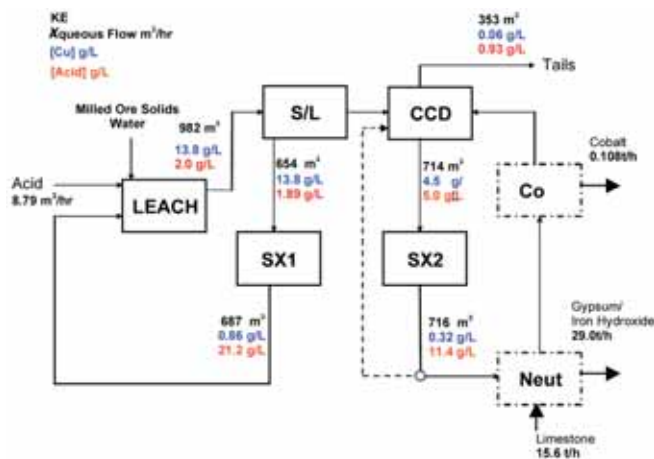 KE
Aqueous Flow m³/hr
[Cu] g/L
[Acid] g/L
353 m³
0.06 g/L
0.93 g/L
Tails
Milled Ore Solids
Water
982 m³
13.8 g/L
2.0 g/L
S/L
CCD
Acid
8.79 m³/hr
LEACH
654 m³
13.8 g/L
1.89 g/L
714 m³
4.5 g/
5.0 g/L
Cobalt
0.108t/h
Co
SX1
SX2
687 m³
0.86 g/L
21.2 g/L
716 m³
0.32 g/L
11.4 g/L
Gypsum/
Iron Hydroxide
29.0t/h
Neut
Limestone
15.6 t/h